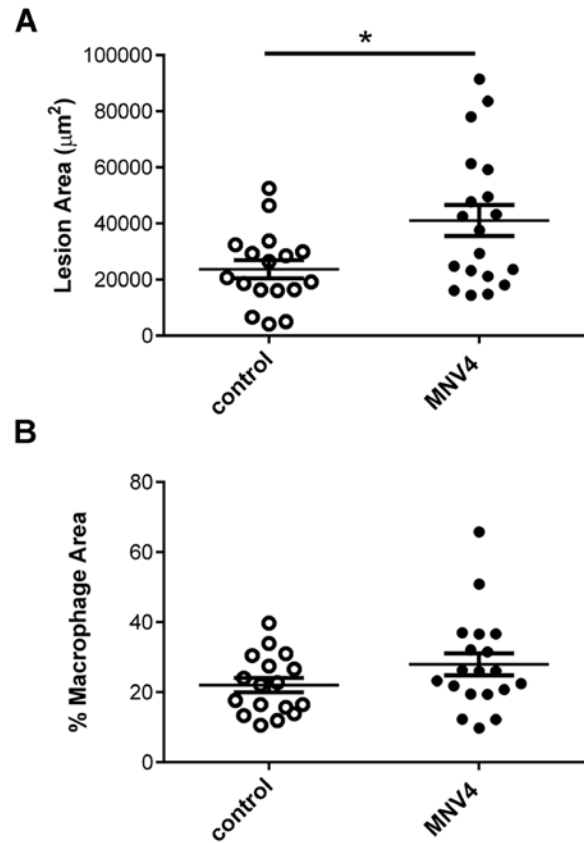 A
*
Lesion Area (μm²)
100000
80000
60000
40000
20000
0
control
MNV4
B
% Macrophage Area
80
60
40
20
0
control
MNV4